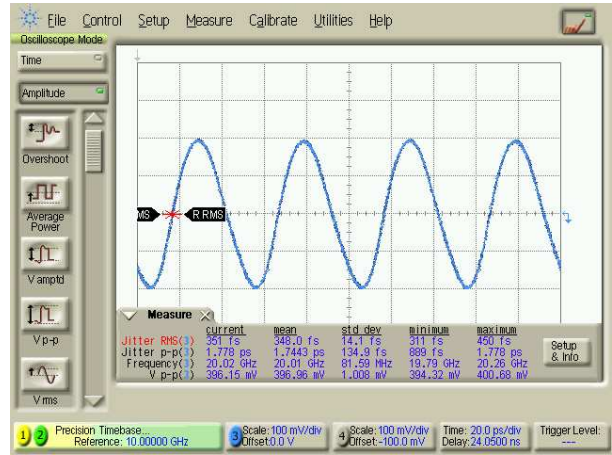 File Control Setup Measure Calibrate Utilities Help
Oscilloscope Mode
Time
Amplitude
Overshoot
Average
Power
V amptd
V p-p
V rms
MS R RMS
Measure
current mean std dev minimum maximum
Jitter RMS(3) 351 fs 348.0 fs 14.1 fs 311 fs 450 fs
Jitter p-p(3) 1.778 ps 1.7443 ps 134.9 fs 889 fs 1.778 ps
Frequency(3) 20.02 GHz 20.01 GHz 81.59 MHz 19.79 GHz 20.26 GHz
V p-p(3) 396.15 mV 396.96 mV 1.008 mV 394.32 mV 400.68 mV
Setup
& Info
1 2 Precision Timebase...
Reference: 10.00000 GHz
3 Scale: 100 mV/div
Offset:0.0 V
4 Scale: 100 mV/div
Offset:-100.0 mV
Time: 20.0 ps/div
Delay:24.0500 ns
Trigger Level:
---